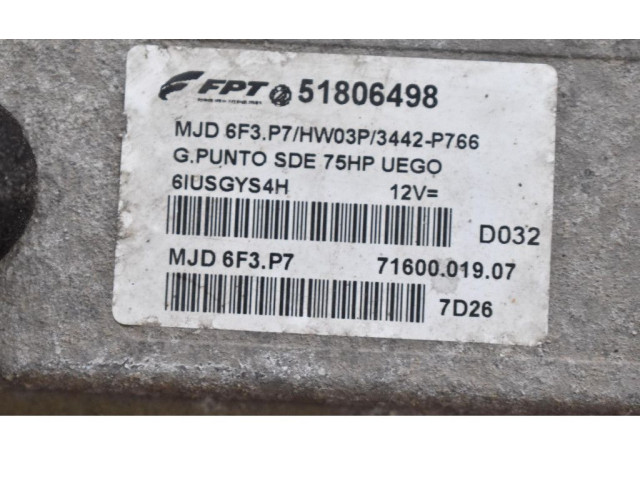 FPT 51806498
MJD 6F3.P7/HW03P/3442-P766
G.PUNTO SDE 75HP UEGO
6IUSGYS4H 12V=
D032
MJD 6F3.P7 71600.019.07
7D26